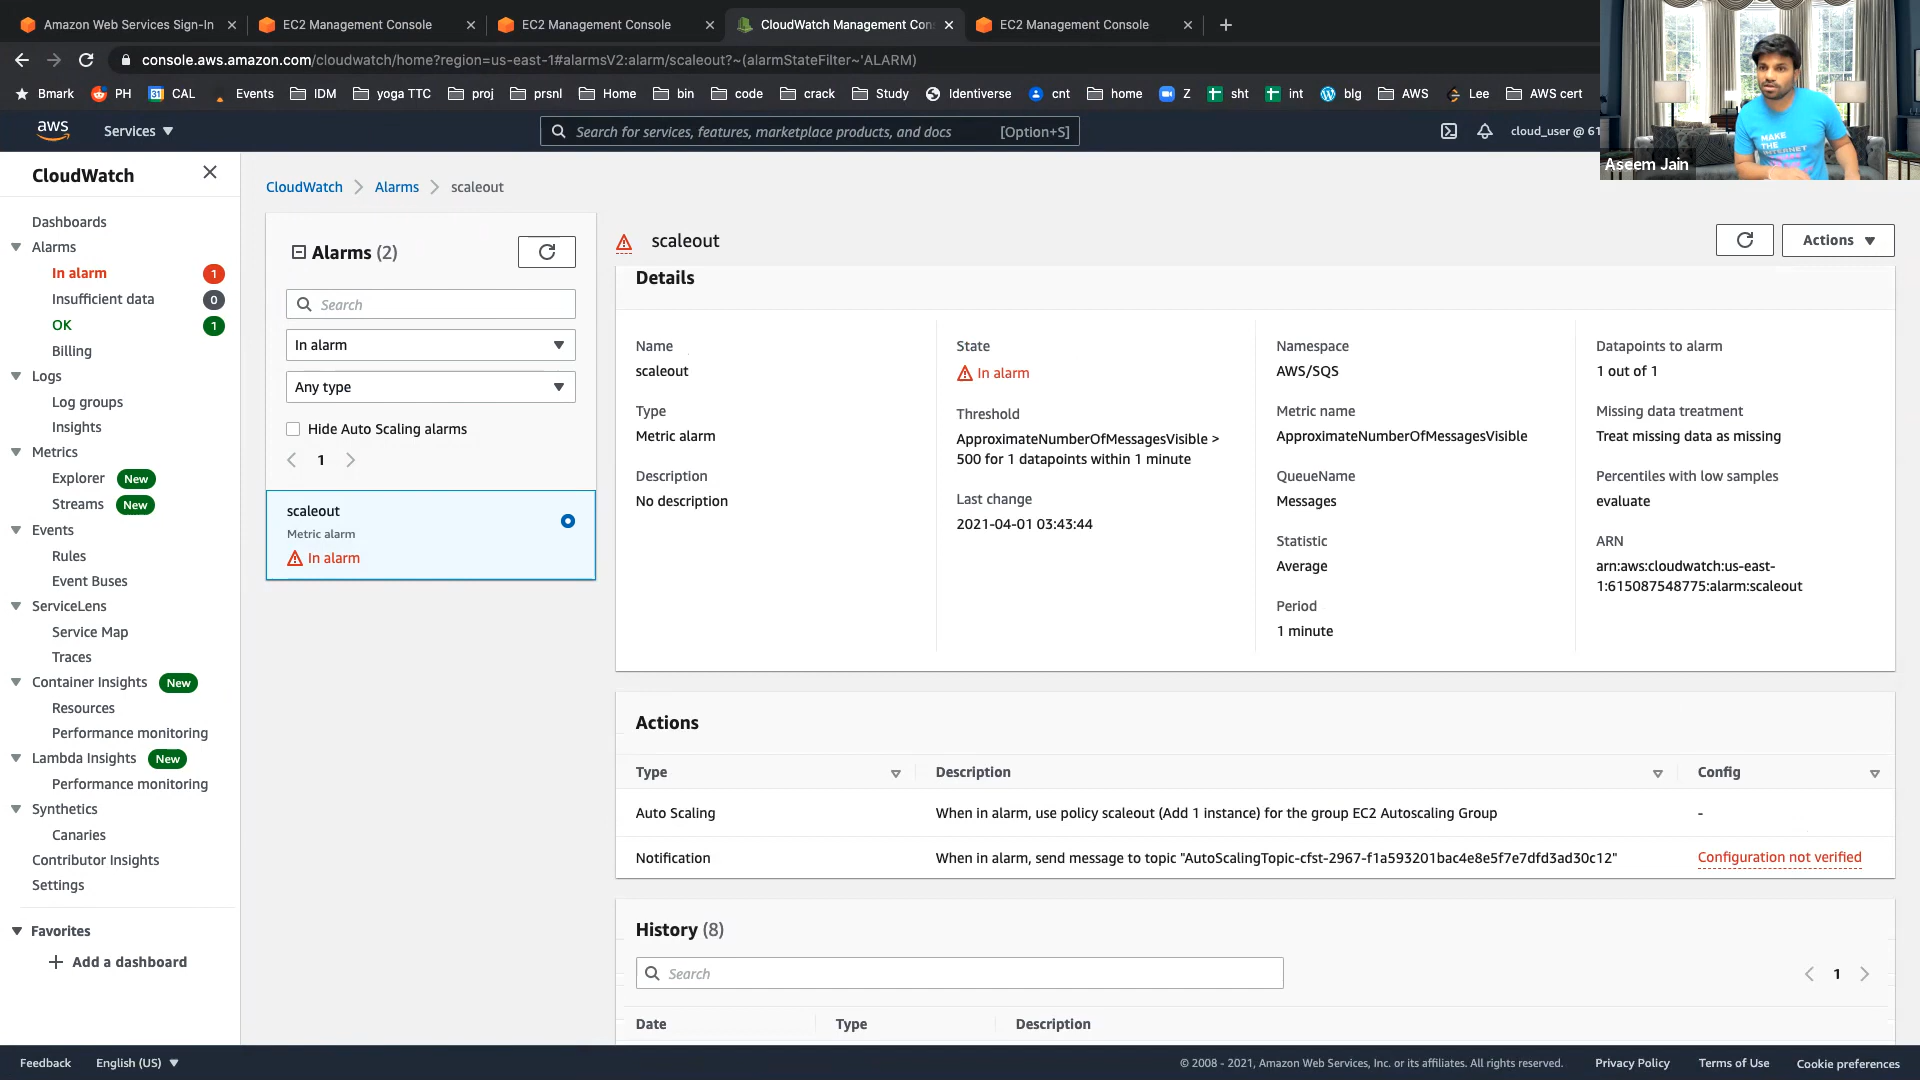 Amazon Web Services Sign-In
EC2 Management Console
EC2 Management Console
CloudWatch Management Con
EC2 Management Console
console.aws.amazon.com/cloudwatch/home?region=us-east-1#alarmsV2:alarm/scaleout?~(alarmStateFilter~'ALARM)
Bmark
PH
31
CAL
Events
IDM
yoga TTC
proj
prsnl
Home
bin
code
crack
Study
Identiverse
cnt
home
Z
sht
int
blg
AWS
Lee
AWS cert
aws
Services
Search for services, features, marketplace products, and docs
[Option+S]
cloud_user @ 61
MAKE
THE
INTERNET
Aseem Jain
CloudWatch
Dashboards
Alarms
In alarm 1
Insufficient data 0
OK 1
Billing
Logs
Log groups
Insights
Metrics
Explorer New
Streams New
Events
Rules
Event Buses
ServiceLens
Service Map
Traces
Container Insights New
Resources
Performance monitoring
Lambda Insights New
Performance monitoring
Synthetics
Canaries
Contributor Insights
Settings
Favorites
Add a dashboard
CloudWatch
Alarms
scaleout
Alarms (2)
Search
In alarm
Any type
Hide Auto Scaling alarms
1
scaleout
Metric alarm
In alarm
scaleout
Actions
Details
Name
scaleout
Type
Metric alarm
Description
No description
State
In alarm
Threshold
ApproximateNumberOfMessagesVisible >
500 for 1 datapoints within 1 minute
Last change
2021-04-01 03:43:44
Namespace
AWS/SQS
Metric name
ApproximateNumberOfMessagesVisible
QueueName
Messages
Statistic
Average
Period
1 minute
Datapoints to alarm
1 out of 1
Missing data treatment
Treat missing data as missing
Percentiles with low samples
evaluate
ARN
arn:aws:cloudwatch:us-east-
1:615087548775:alarm:scaleout
Actions
Type
Description
Config
Auto Scaling
When in alarm, use policy scaleout (Add 1 instance) for the group EC2 Autoscaling Group
-
Notification
When in alarm, send message to topic "AutoScalingTopic-cfst-2967-f1a593201bac4e8e5f7e7dfd3ad30c12"
Configuration not verified
History (8)
Search
1
Date
Type
Description
Feedback
English (US)
© 2008 - 2021, Amazon Web Services, Inc. or its affiliates. All rights reserved.
Privacy Policy
Terms of Use
Cookie preferences